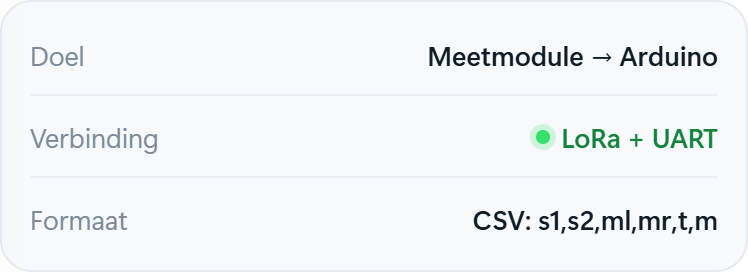 Doel Meetmodule → Arduino
Verbinding LoRa + UART
Formaat CSV: s1,s2,ml,mr,t,m